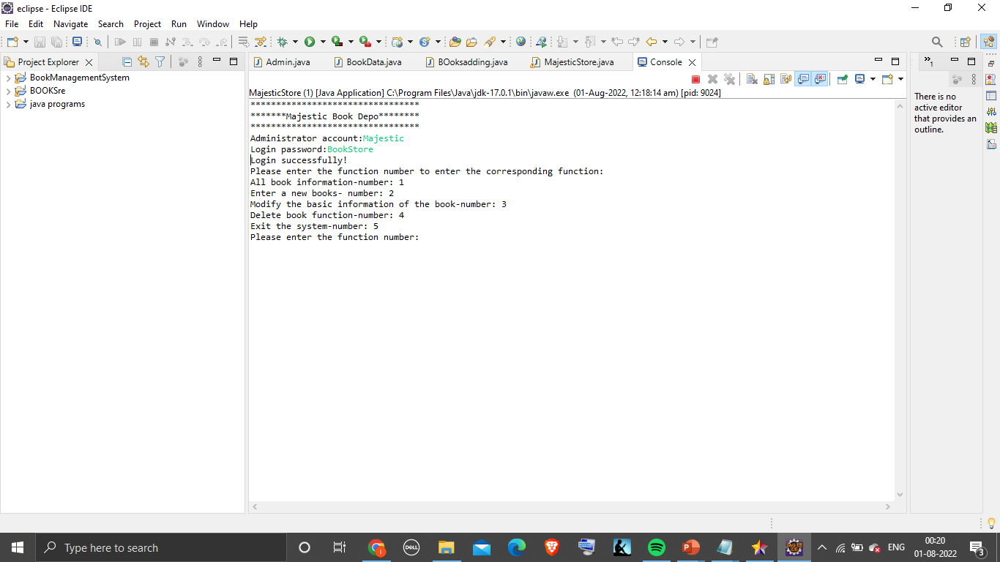 eclipse - Eclipse IDE
File Edit Navigate Search Project Run Window Help
Project Explorer
Admin.java BookData.java BOoksadding.java MajesticStore.java Console
1
BookManagementSystem
BOOKSre
java programs
MajesticStore (1) [Java Application] C:\Program Files\Java\jdk-17.0.1\bin\javaw.exe (01-Aug-2022, 12:18:14 am) [pid: 9024]
*********************************
*******Majestic Book Depo********
*********************************
Administrator account:Majestic
Login password:BookStore
Login successfully!
Please enter the function number to enter the corresponding function:
All book information-number: 1
Enter a new books- number: 2
Modify the basic information of the book-number: 3
Delete book function-number: 4
Exit the system-number: 5
Please enter the function number:
There is no
active editor
that provides an
outline.
Type here to search
DELL
ENG
00:20
01-08-2022
3